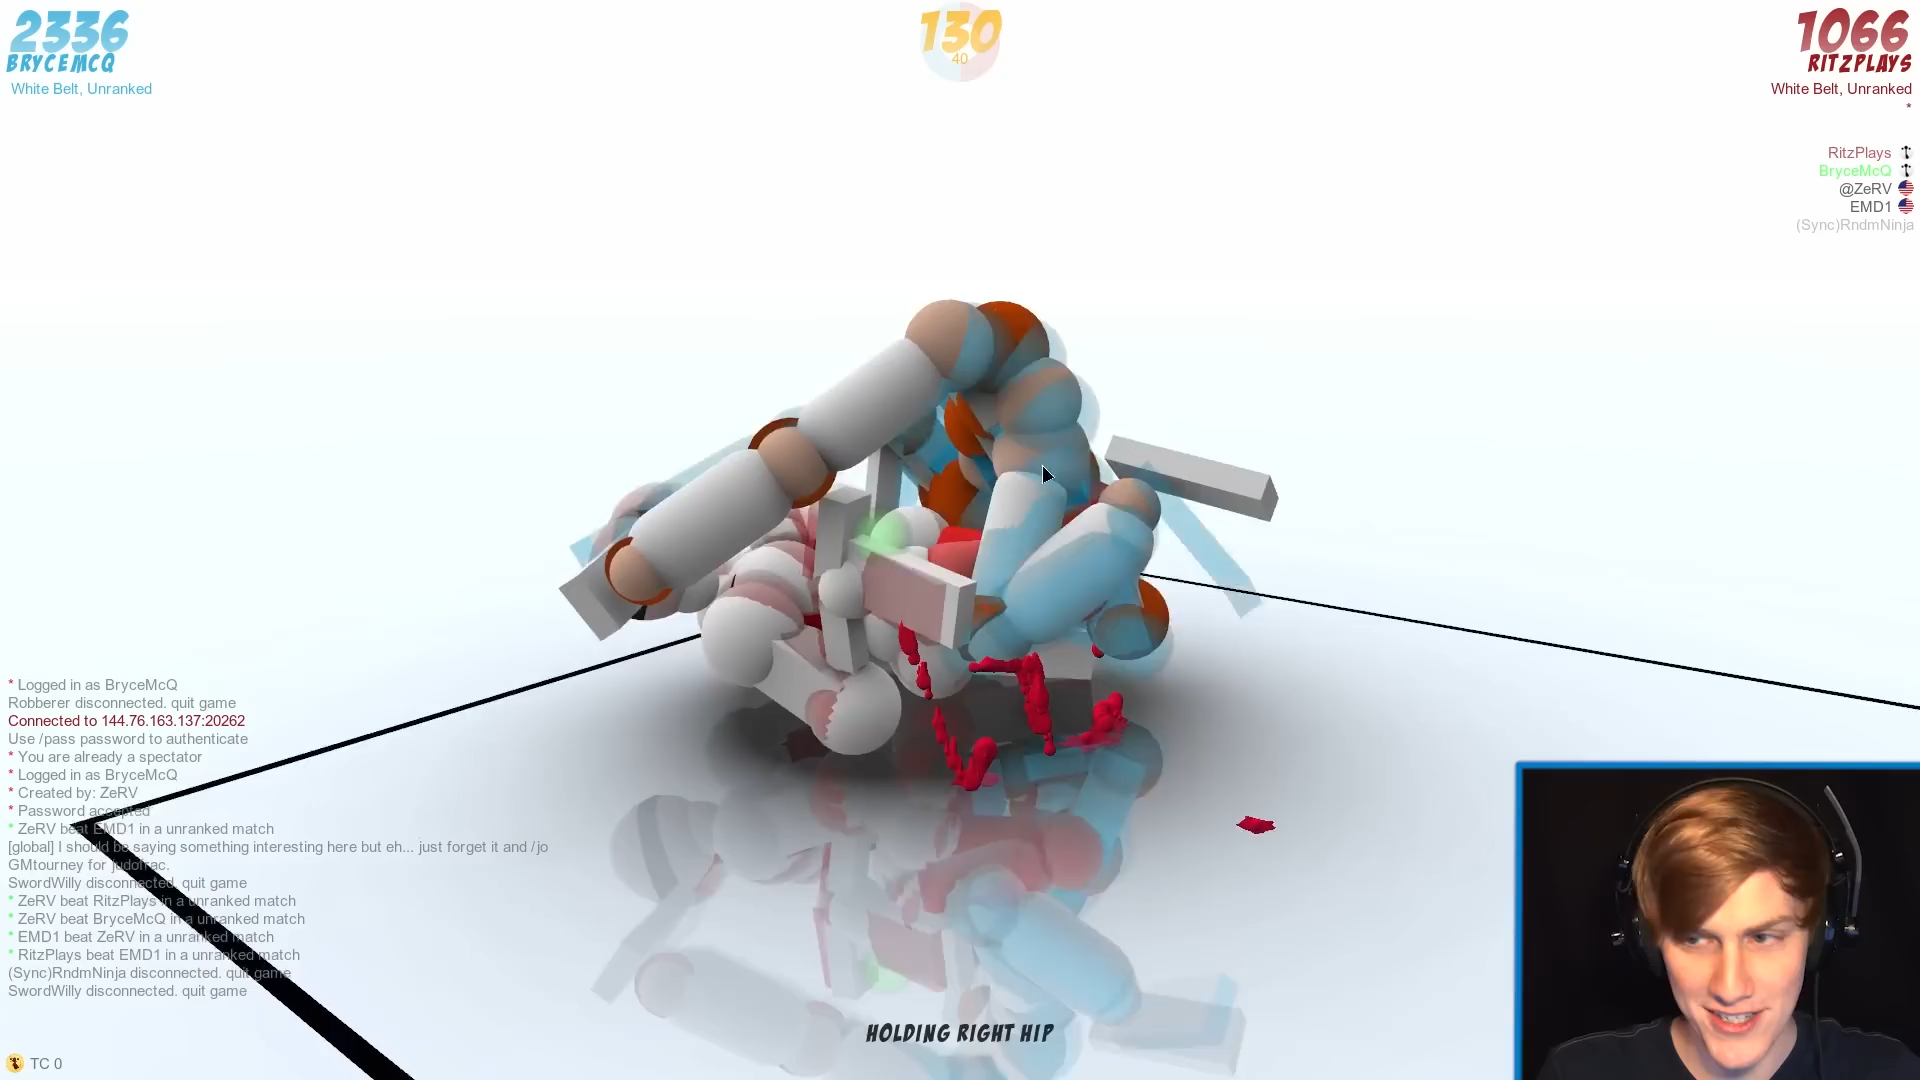 2336
BRYCEMCQ
White Belt, Unranked
130
40
1066
RITZPLAYS
White Belt, Unranked
*
RitzPlays
BryceMcQ
@ZeRV
EMD1
(Sync)RndmNinja
* Logged in as BryceMcQ
Robberer disconnected. quit game
Connected to 144.76.163.137:20262
Use /pass password to authenticate
* You are already a spectator
* Logged in as BryceMcQ
* Created by: ZeRV
* Password accepted
* ZeRV beat EMD1 in a unranked match
[global] I should be saying something interesting here but eh... just forget it and /jo
GMtourney for judofrac.
SwordWilly disconnected. quit game
* ZeRV beat RitzPlays in a unranked match
* ZeRV beat BryceMcQ in a unranked match
* EMD1 beat ZeRV in a unranked match
* RitzPlays beat EMD1 in a unranked match
(Sync)RndmNinja disconnected. quit game
SwordWilly disconnected. quit game
HOLDING RIGHT HIP
TC 0